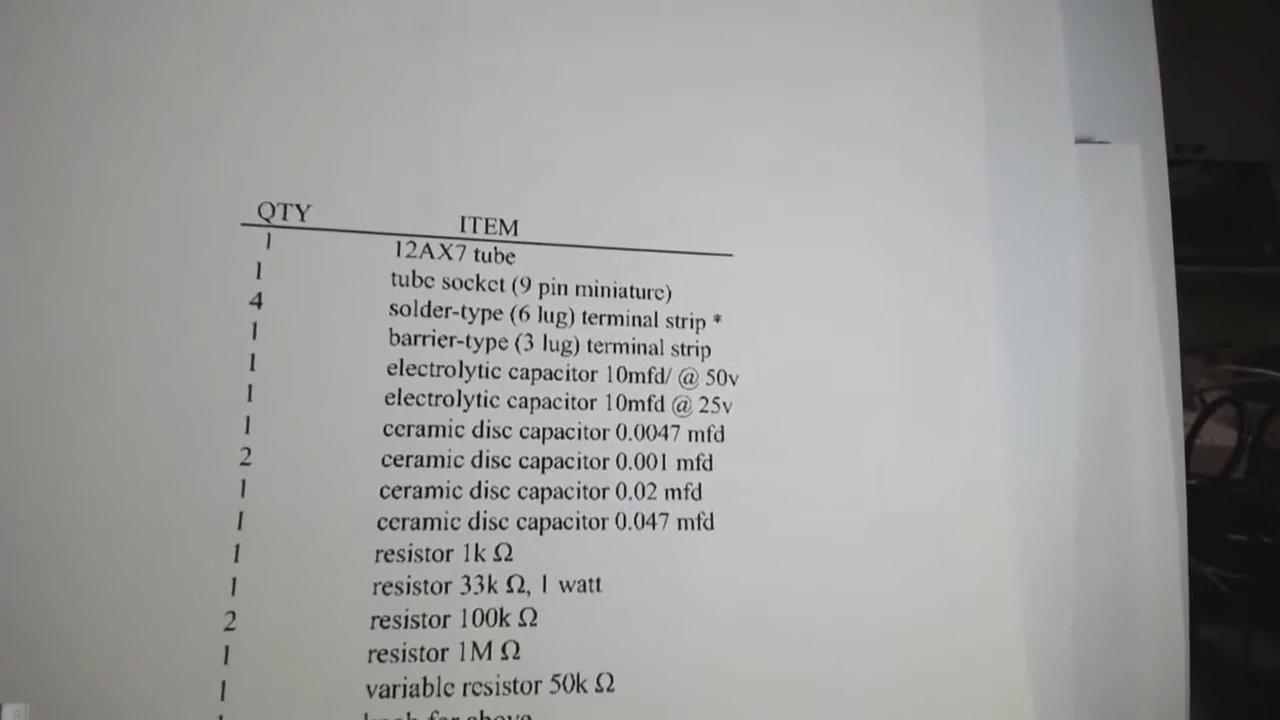 QTY ITEM
1 12AX7 tube
1 tube socket (9 pin miniature)
4 solder-type (6 lug) terminal strip *
1 barrier-type (3 lug) terminal strip
1 electrolytic capacitor 10mfd/ @ 50v
1 electrolytic capacitor 10mfd @ 25v
1 ceramic disc capacitor 0.0047 mfd
2 ceramic disc capacitor 0.001 mfd
1 ceramic disc capacitor 0.02 mfd
1 ceramic disc capacitor 0.047 mfd
1 resistor 1k Ω
1 resistor 33k Ω, 1 watt
2 resistor 100k Ω
1 resistor 1M Ω
1 variable resistor 50k Ω
1 knob for above